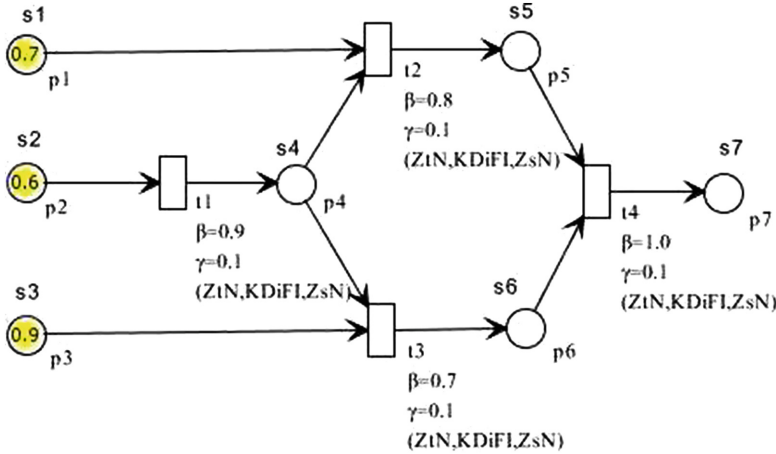 s1
0.7
p1
t2
β=0.8
γ=0.1
(ZtN,KDiFI,ZsN)
s5
p5
s2
0.6
p2
t1
β=0.9
γ=0.1
(ZtN,KDiFI,ZsN)
s4
p4
s7
p7
t4
β=1.0
γ=0.1
(ZtN,KDiFI,ZsN)
s3
0.9
p3
t3
β=0.7
γ=0.1
(ZtN,KDiFI,ZsN)
s6
p6